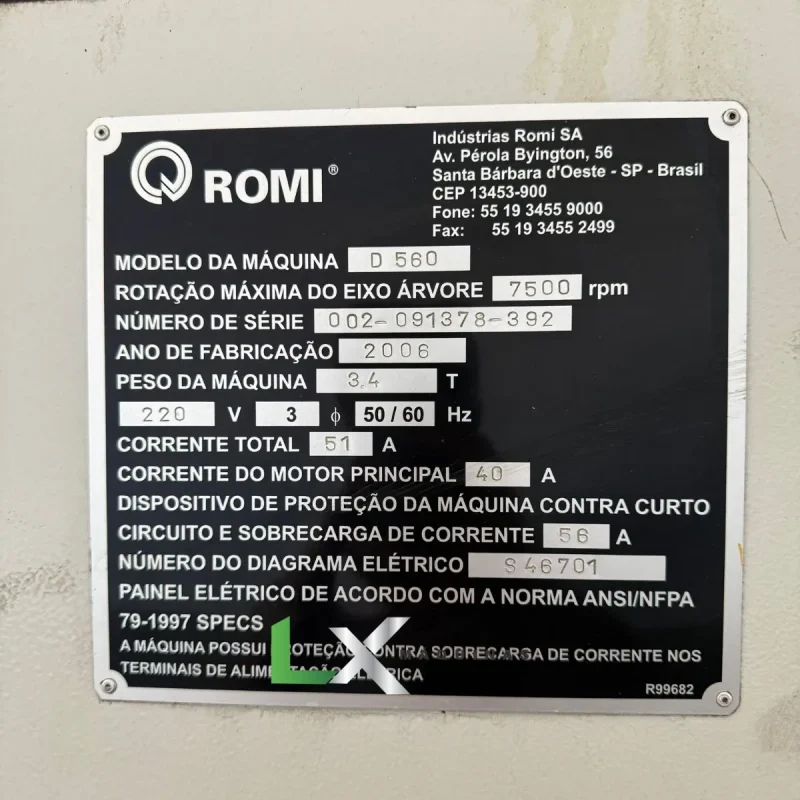 ROMI®
Indústrias Romi SA
Av. Pérola Byington, 56
Santa Bárbara d'Oeste - SP - Brasil
CEP 13453-900
Fone: 55 19 3455 9000
Fax: 55 19 3455 2499
MODELO DA MÁQUINA D 560
ROTAÇÃO MÁXIMA DO EIXO ÁRVORE 7500 rpm
NÚMERO DE SÉRIE 002-091378-392
ANO DE FABRICAÇÃO 2006
PESO DA MÁQUINA 3.4 T
220 V 3 ϕ 50 / 60 Hz
CORRENTE TOTAL 51 A
CORRENTE DO MOTOR PRINCIPAL 40 A
DISPOSITIVO DE PROTEÇÃO DA MÁQUINA CONTRA CURTO
CIRCUITO E SOBRECARGA DE CORRENTE 56 A
NÚMERO DO DIAGRAMA ELÉTRICO S46701
PAINEL ELÉTRICO DE ACORDO COM A NORMA ANSI/NFPA
79-1997 SPECS
LX
A MÁQUINA POSSUI PROTEÇÃO CONTRA SOBRECARGA DE CORRENTE NOS
TERMINAIS DE ALIMENTAÇÃO ELÉTRICA
R99682